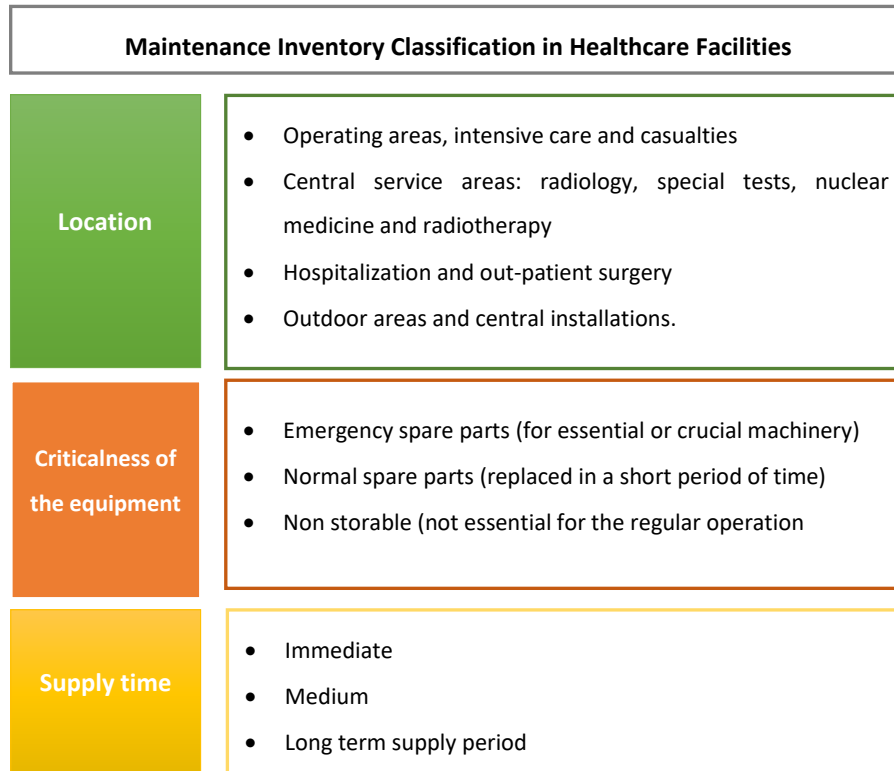 Maintenance Inventory Classification in Healthcare Facilities
Location
• Operating areas, intensive care and casualties
• Central service areas: radiology, special tests, nuclear
medicine and radiotherapy
• Hospitalization and out-patient surgery
• Outdoor areas and central installations.
Criticalness of
the equipment
• Emergency spare parts (for essential or crucial machinery)
• Normal spare parts (replaced in a short period of time)
• Non storable (not essential for the regular operation
Supply time
• Immediate
• Medium
• Long term supply period